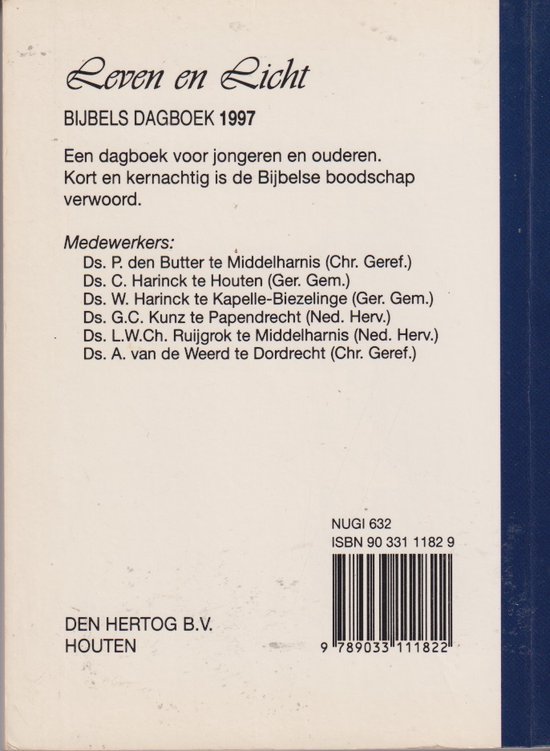 Leven en Licht
BIJBELS DAGBOEK 1997
Een dagboek voor jongeren en ouderen.
Kort en kernachtig is de Bijbelse boodschap
verwoord.
Medewerkers:
Ds. P. den Butter te Middelharnis (Chr. Geref.)
Ds. C. Harinck te Houten (Ger. Gem.)
Ds. W. Harinck te Kapelle-Biezelinge (Ger. Gem.)
Ds. G.C. Kunz te Papendrecht (Ned. Herv.)
Ds. L.W.Ch. Ruijgrok te Middelharnis (Ned. Herv.)
Ds. A. van de Weerd te Dordrecht (Chr. Geref.)
NUGI 632
ISBN 90 331 1182 9
9 789033 111822
DEN HERTOG B.V.
HOUTEN